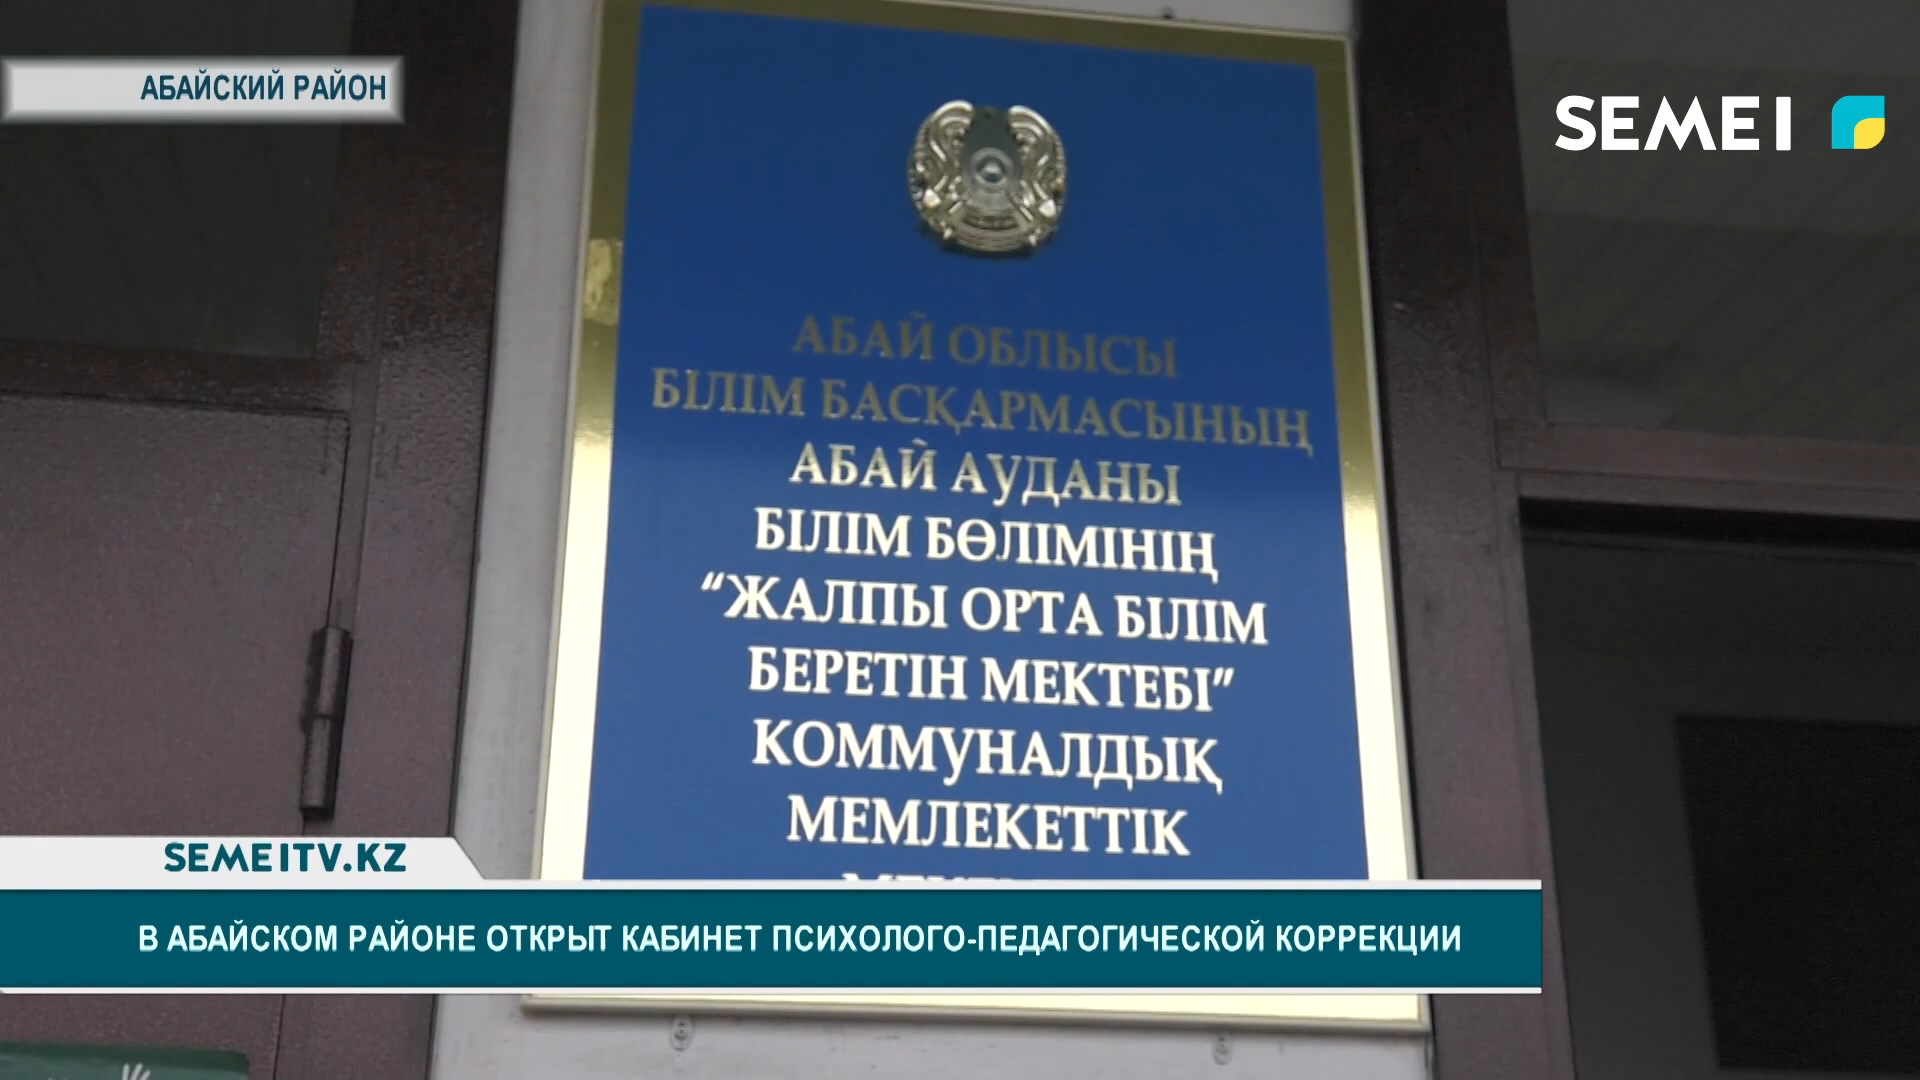 АБАЙСКИЙ РАЙОН
SEMEI
АБАЙ ОБЛЫСЫ
БІЛІМ БАСҚАРМАСЫНЫҢ
АБАЙ АУДАНЫ
БІЛІМ БӨЛІМІНІҢ
“ЖАЛПЫ ОРТА БІЛІМ
БЕРЕТІН МЕКТЕБІ”
КОММУНАЛДЫҚ
МЕМЛЕКЕТТІК
SEMEITV.KZ
В АБАЙСКОМ РАЙОНЕ ОТКРЫТ КАБИНЕТ ПСИХОЛОГО-ПЕДАГОГИЧЕСКОЙ КОРРЕКЦИИ